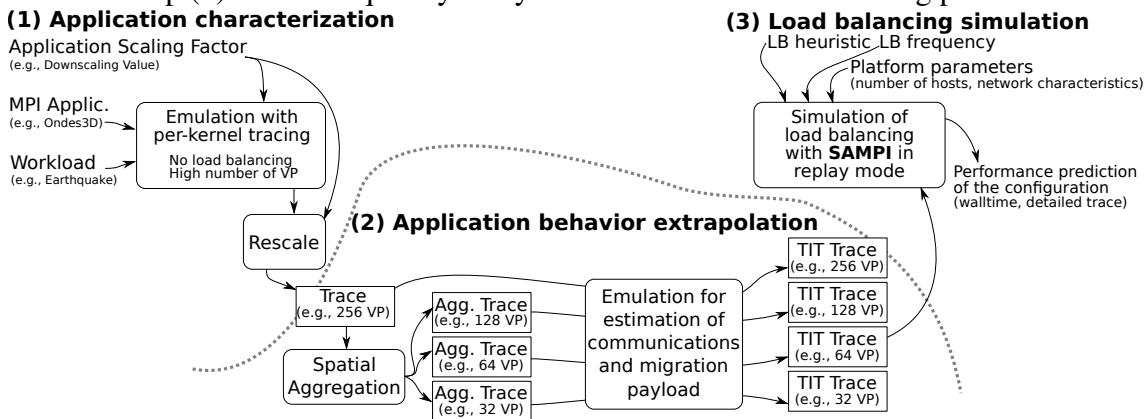 (1) Application characterization
Application Scaling Factor
(e.g., Downscaling Value)
MPI Applic.
(e.g., Ondes3D)
Workload
(e.g., Earthquake)
Emulation with
per-kernel tracing
No load balancing
High number of VP
Rescale
(2) Application behavior extrapolation
Trace
(e.g., 256 VP)
Spatial
Aggregation
Agg. Trace
(e.g., 128 VP)
Agg. Trace
(e.g., 64 VP)
Agg. Trace
(e.g., 32 VP)
Emulation for
estimation of
communications
and migration
payload
TIT Trace
(e.g., 256 VP)
TIT Trace
(e.g., 128 VP)
TIT Trace
(e.g., 64 VP)
TIT Trace
(e.g., 32 VP)
(3) Load balancing simulation
LB heuristic LB frequency
Platform parameters
(number of hosts, network characteristics)
Simulation of
load balancing
with SAMPI in
replay mode
Performance prediction
of the configuration
(walltime, detailed trace)